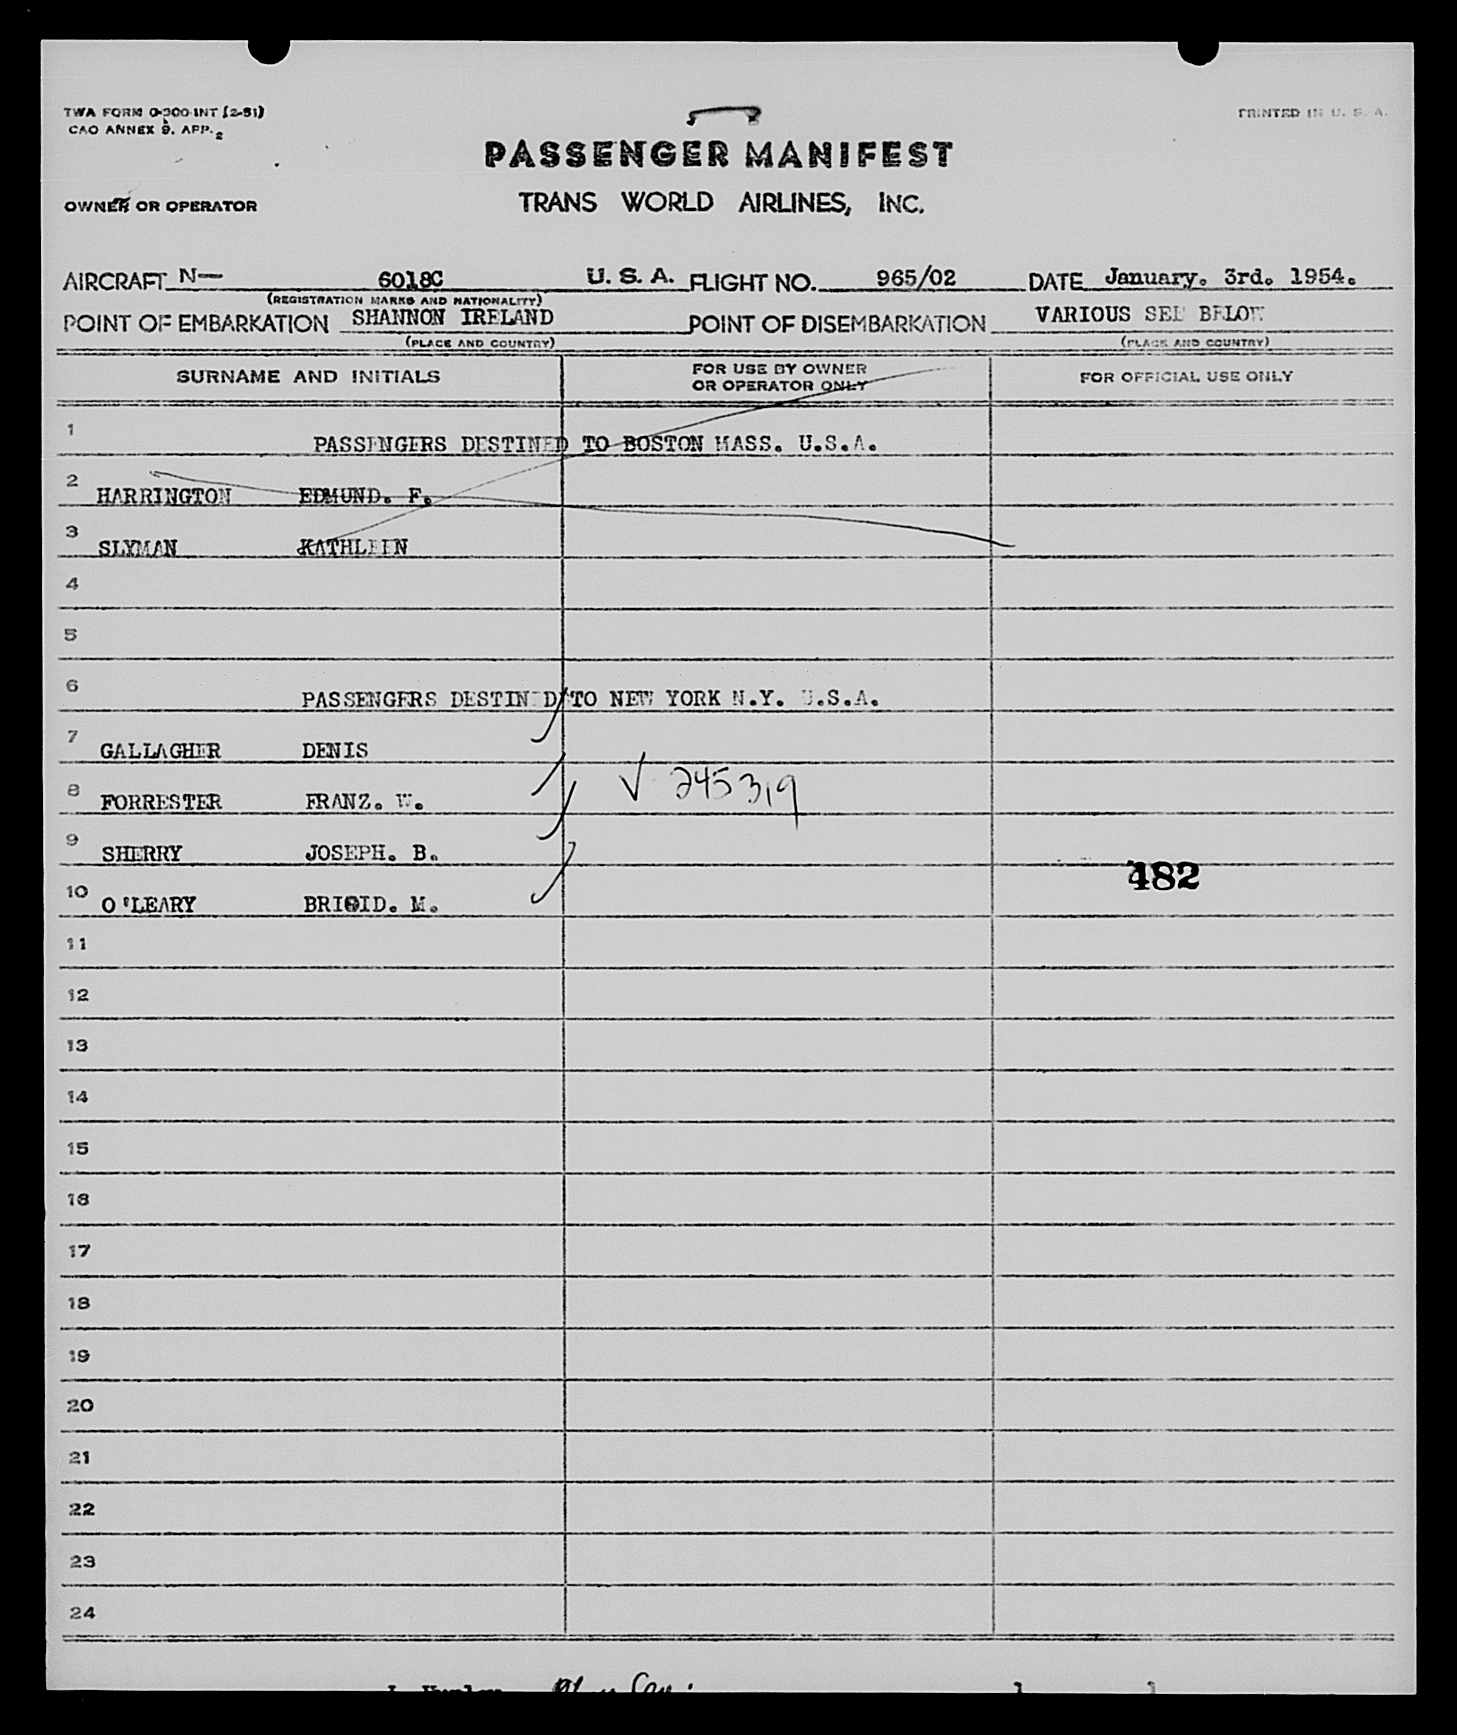 TWA FORM O-300-INT (2-51)
CAO ANNEX 9. APP. 2
PRINTED IN U. S. A.
PASSENGER MANIFEST
OWNER OR OPERATOR
TRANS WORLD AIRLINES, INC.
AIRCRAFT N— 6018C U. S. A. FLIGHT NO. 965/02 DATE January. 3rd. 1954.
(REGISTRATION MARKS AND NATIONALITY)
POINT OF EMBARKATION SHANNON IRELAND POINT OF DISEMBARKATION VARIOUS SEE BELOW
(PLACE AND COUNTRY) (PLACE AND COUNTRY)
SURNAME AND INITIALS FOR USE BY OWNER OR OPERATOR ONLY FOR OFFICIAL USE ONLY
1 PASSENGERS DESTINED TO BOSTON MASS. U.S.A.
2 HARRINGTON EDMUND. F.
3 SLYMAN KATHLEEN
4
5
6 PASSENGERS DESTINED TO NEW YORK N.Y. U.S.A.
7 GALLAGHER DENIS
8 FORRESTER FRANZ. W. √ 245319
9 SHERRY JOSEPH. B.
482
10 O'LEARY BRIGID. M.
11
12
13
14
15
16
17
18
19
20
21
22
23
24